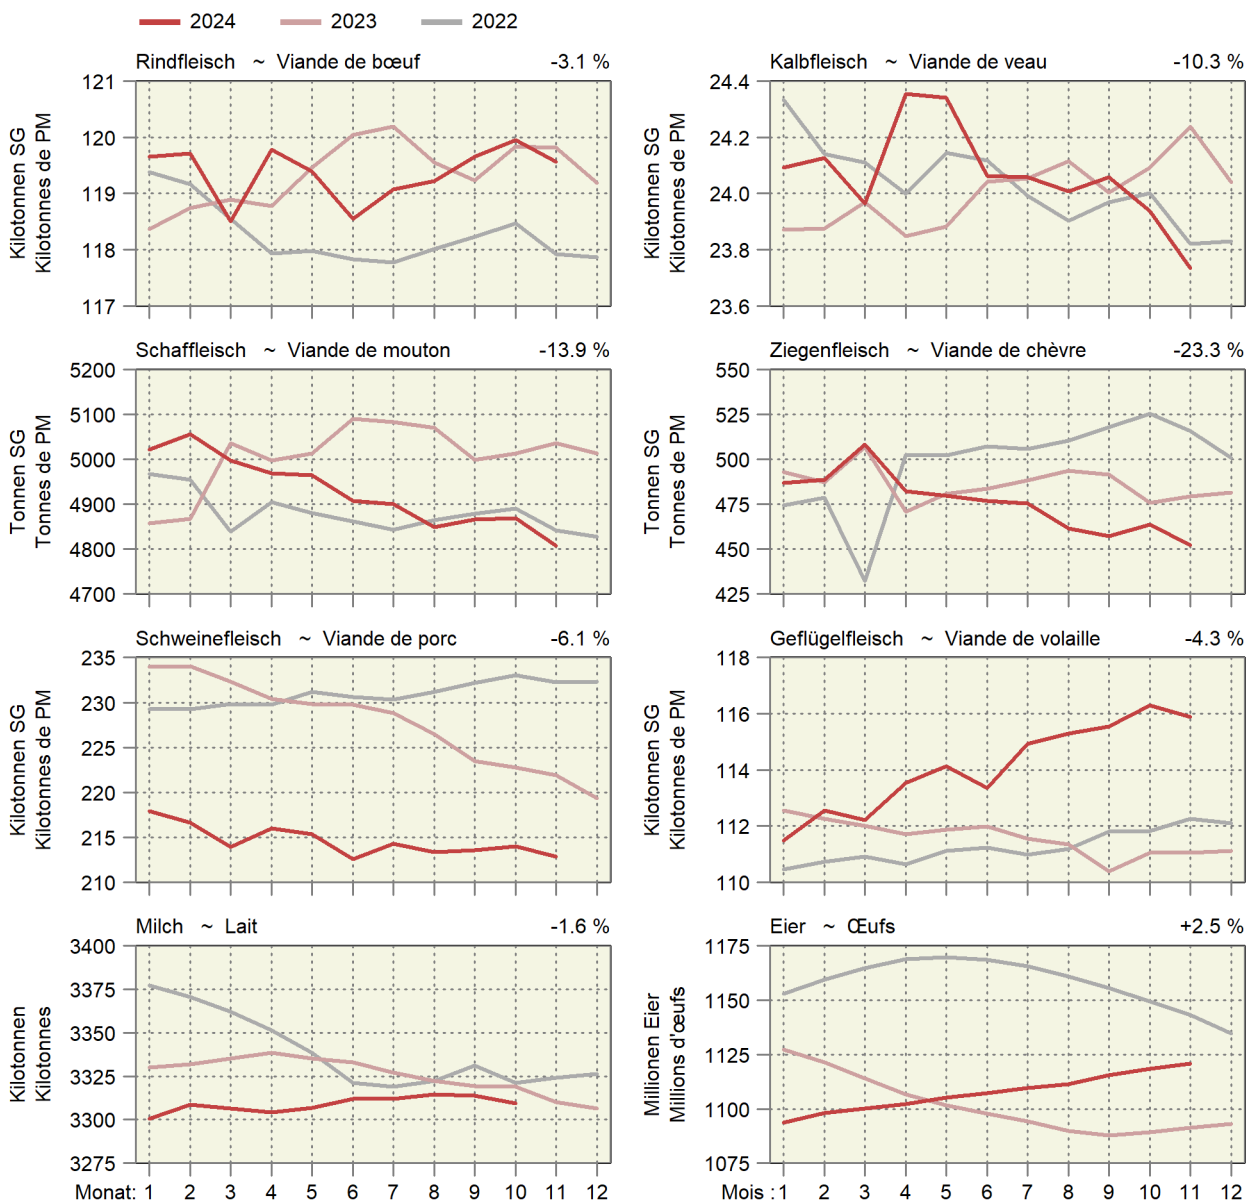 2024 2023 2022
Rindfleisch ~ Viande de bœuf -3.1 %
Kilotonnen SG
Kilotonnes de PM
121
120
119
118
117
Kalbfleisch ~ Viande de veau -10.3 %
Kilotonnen SG
Kilotonnes de PM
24.4
24.2
24.0
23.8
23.6
Schaffleisch ~ Viande de mouton -13.9 %
Tonnen SG
Tonnes de PM
5200
5100
5000
4900
4800
4700
Ziegenfleisch ~ Viande de chèvre -23.3 %
Tonnen SG
Tonnes de PM
550
525
500
475
450
425
Schweinefleisch ~ Viande de porc -6.1 %
Kilotonnen SG
Kilotonnes de PM
235
230
225
220
215
210
Geflügelfleisch ~ Viande de volaille -4.3 %
Kilotonnen SG
Kilotonnes de PM
118
116
114
112
110
Milch ~ Lait -1.6 %
Kilotonnen
Kilotonnes
3400
3375
3350
3325
3300
3275
Monat: 1 2 3 4 5 6 7 8 9 10 11 12
Eier ~ Œufs +2.5 %
Millionen Eier
Millions d'œufs
1175
1150
1125
1100
1075
Mois : 1 2 3 4 5 6 7 8 9 10 11 12